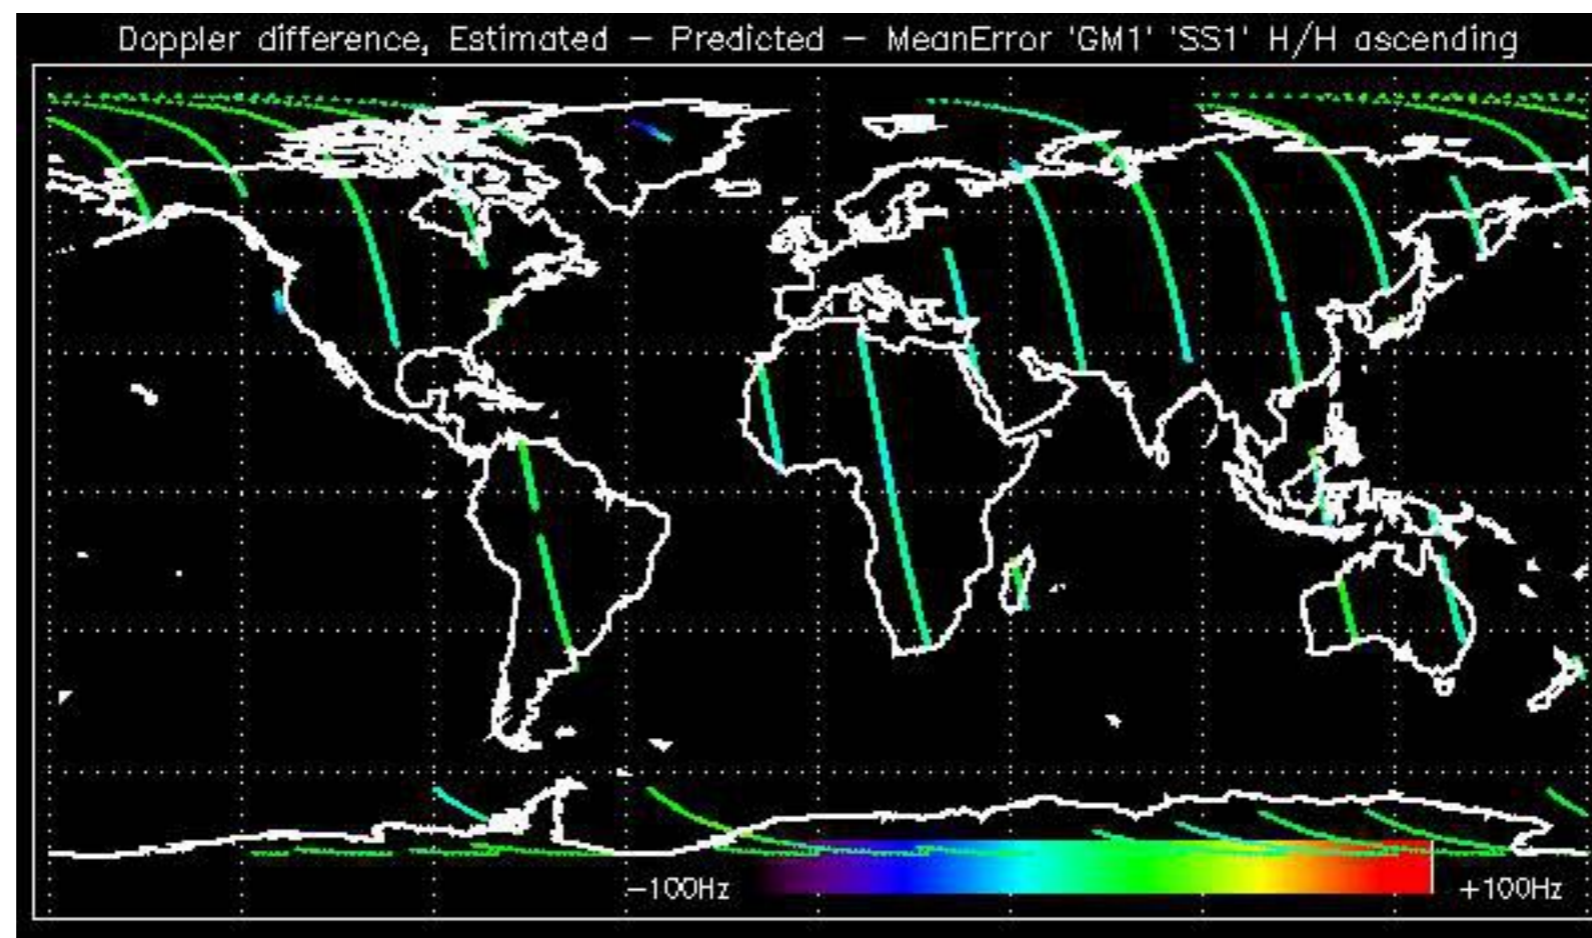 Doppler difference, Estimated – Predicted – MeanError 'GM1' 'SS1' H/H ascending
−100Hz
+100Hz